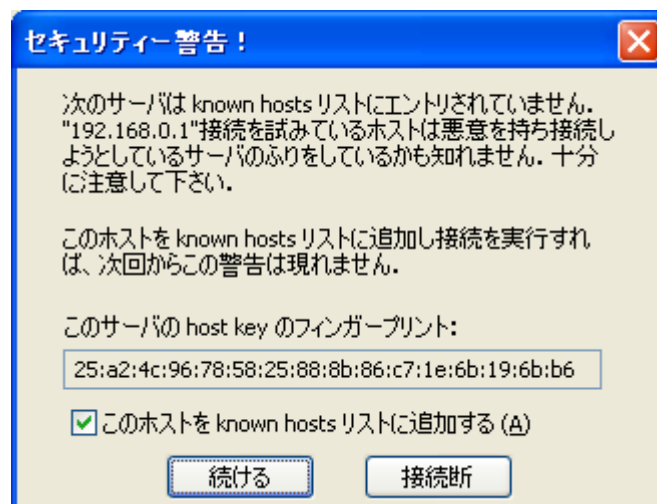 セキュリティー警告！
次のサーバは known hosts リストにエントリされていません.
"192.168.0.1"接続を試みているホストは悪意を持ち接続し
ようとしているサーバのふりをしているかも知れません. 十分
に注意して下さい.
このホストを known hosts リストに追加し接続を実行すれ
ば、次回からこの警告は現れません.
このサーバの host key のフィンガープリント:
25:a2:4c:96:78:58:25:88:8b:86:c7:1e:6b:19:6b:b6
このホストを known hosts リストに追加する (A)
続ける
接続断